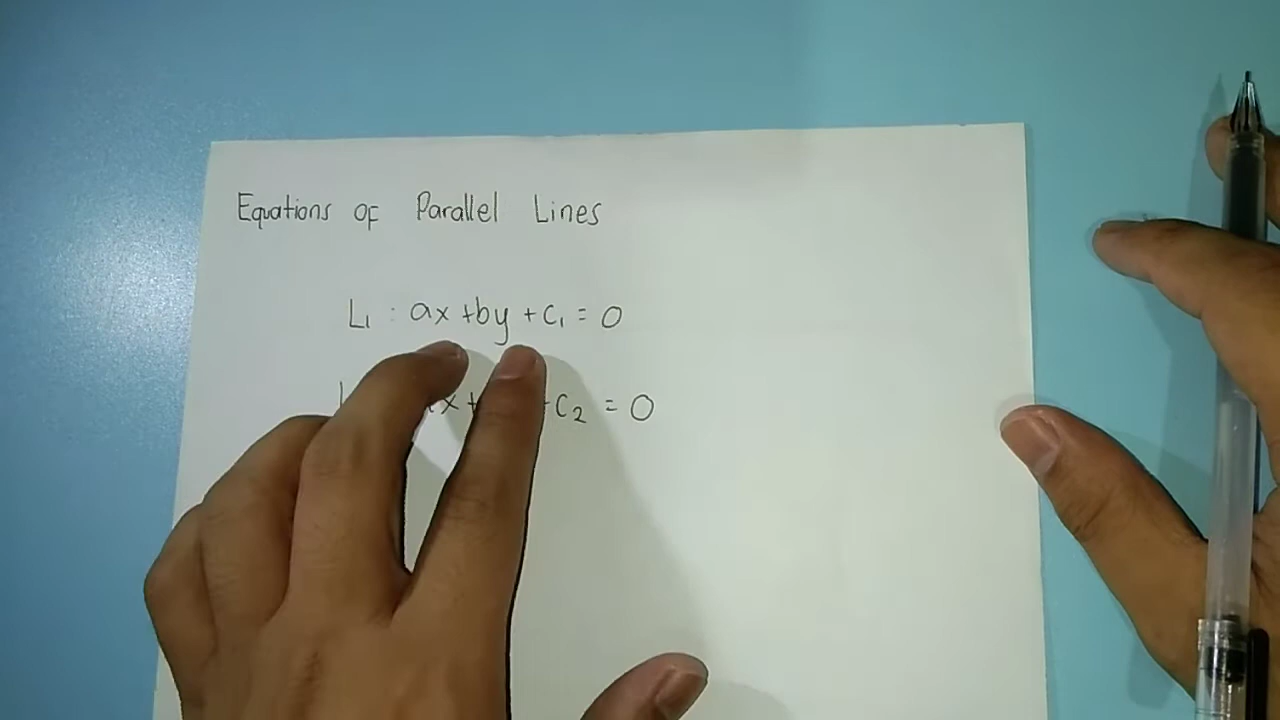 Equations of Parallel Lines
L₁ : ax + by + c₁ = 0
x + c₂ = 0